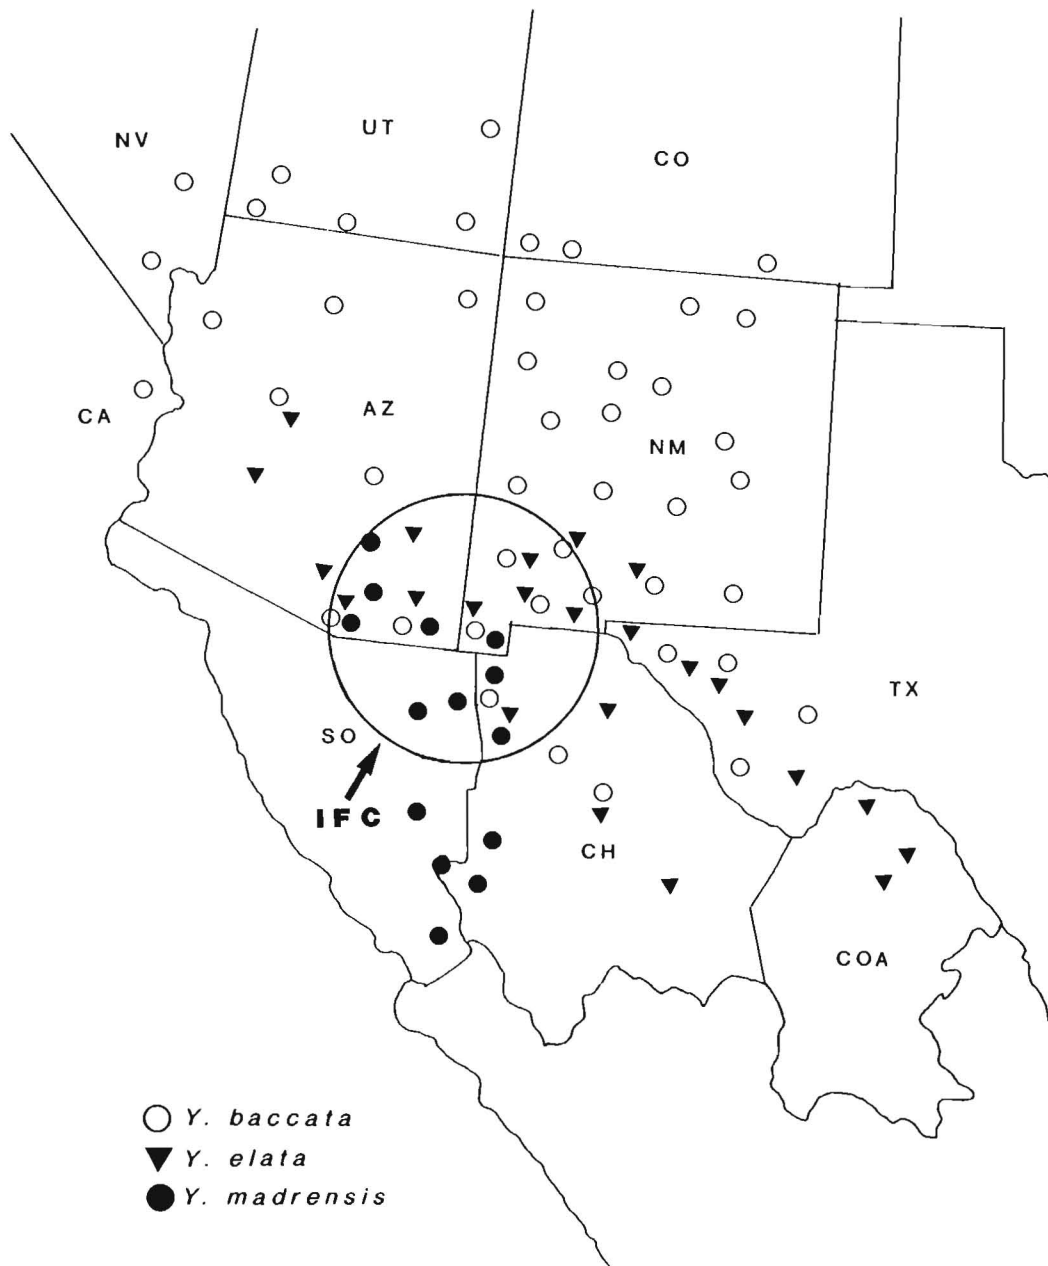 UT
NV
CO
AZ
CA
NM
TX
SO
IFC
CH
COA
Y. baccata
Y. elata
Y. madrensis